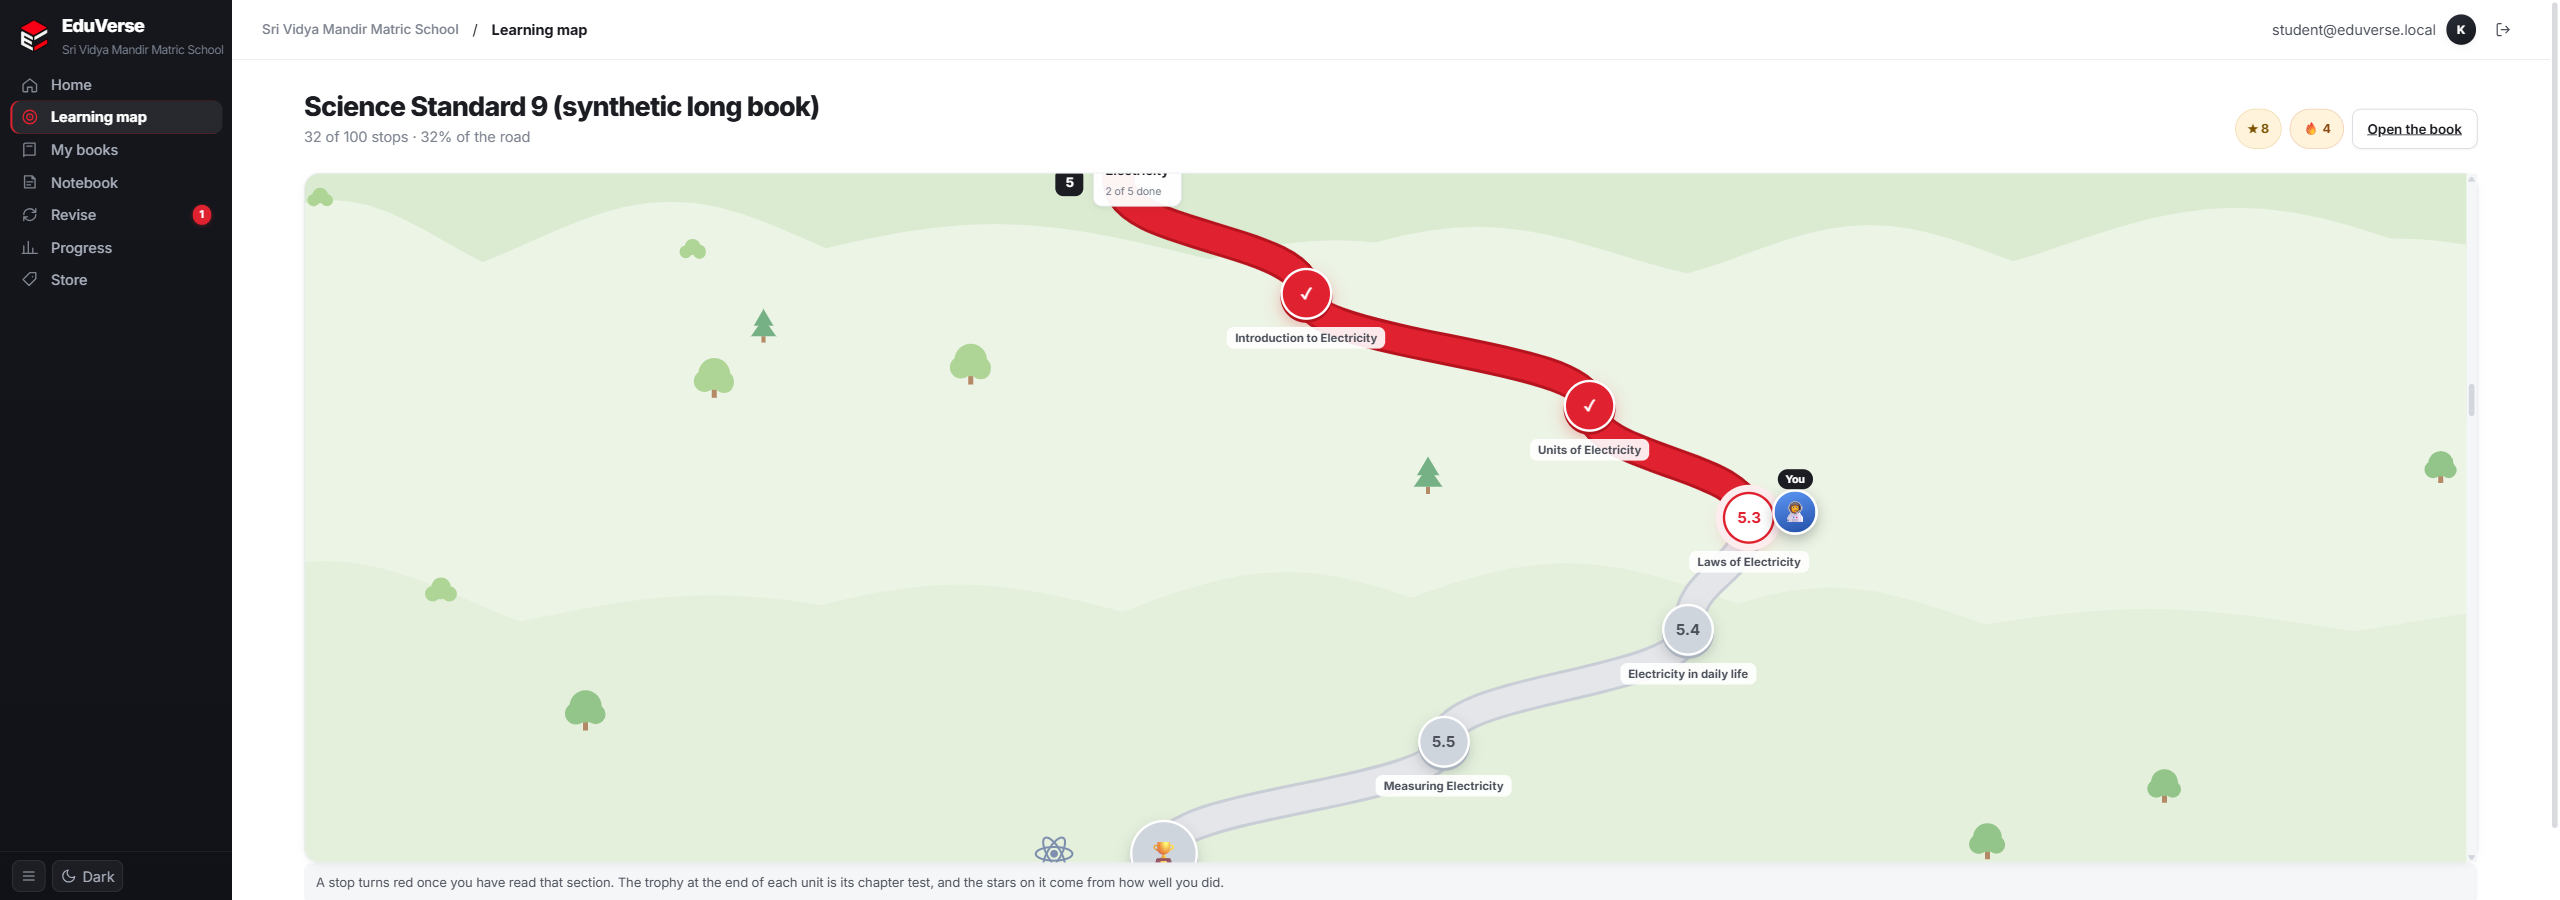 EduVerse
Sri Vidya Mandir Matric School
Home
Learning map
My books
Notebook
Revise 1
Progress
Store
Dark
Sri Vidya Mandir Matric School / Learning map
student@eduverse.local K
Science Standard 9 (synthetic long book)
32 of 100 stops · 32% of the road
★ 8
4
Open the book
5
Electricity
2 of 5 done
✓
Introduction to Electricity
✓
Units of Electricity
You
5.3
Laws of Electricity
5.4
Electricity in daily life
5.5
Measuring Electricity
A stop turns red once you have read that section. The trophy at the end of each unit is its chapter test, and the stars on it come from how well you did.